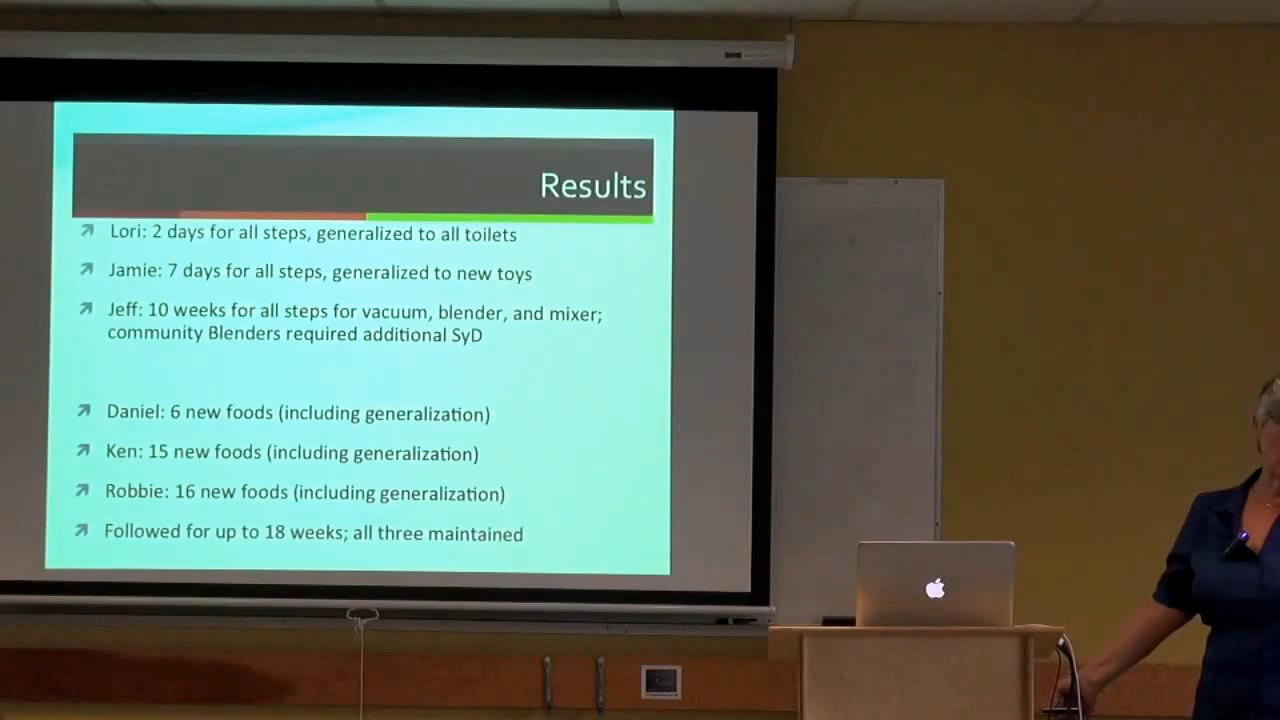 Results
Lori: 2 days for all steps, generalized to all toilets
Jamie: 7 days for all steps, generalized to new toys
Jeff: 10 weeks for all steps for vacuum, blender, and mixer;
community Blenders required additional SyD
Daniel: 6 new foods (including generalization)
Ken: 15 new foods (including generalization)
Robbie: 16 new foods (including generalization)
Followed for up to 18 weeks; all three maintained